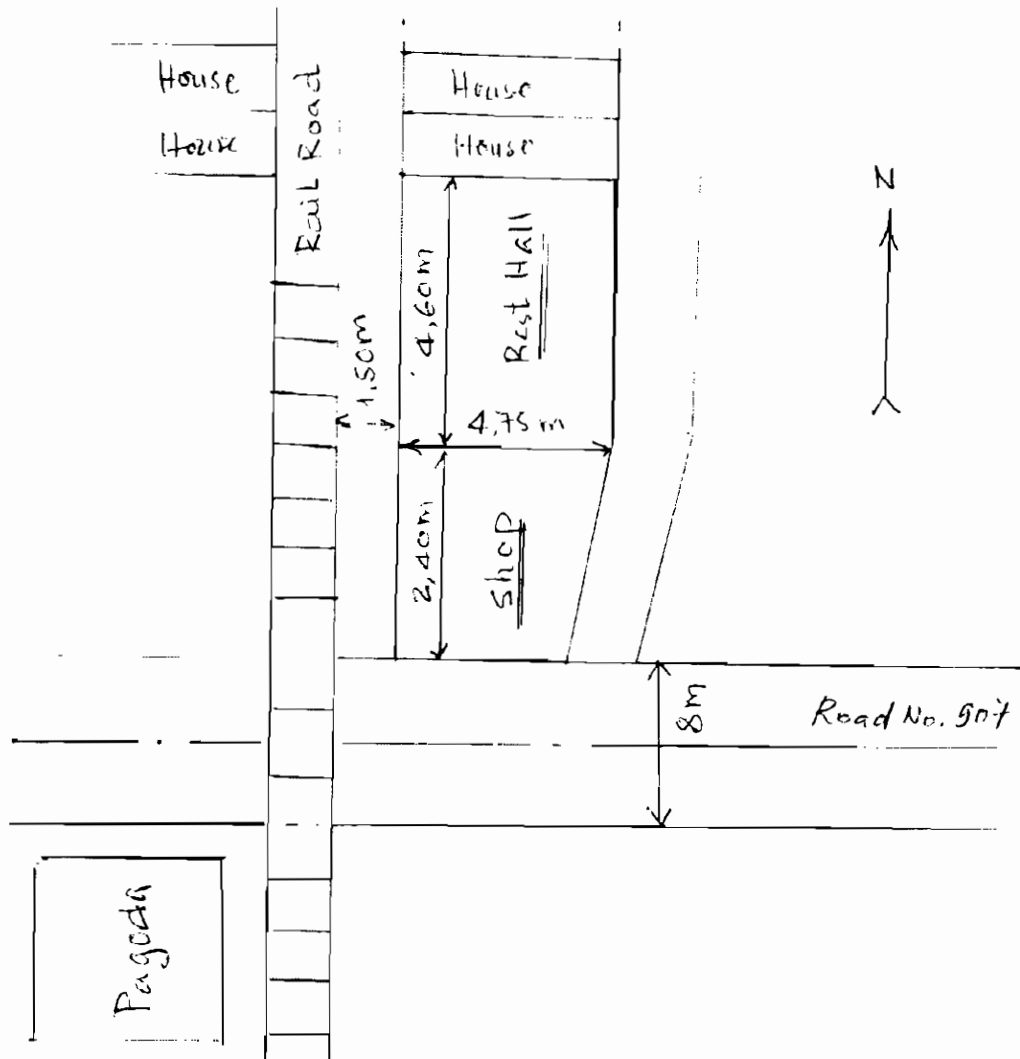 House
House
House
House
Rail Road
N
Rest Hall
4,60m
1.50m
4,75 m
2,40m
Shop
8m
Road No.
Pagoda